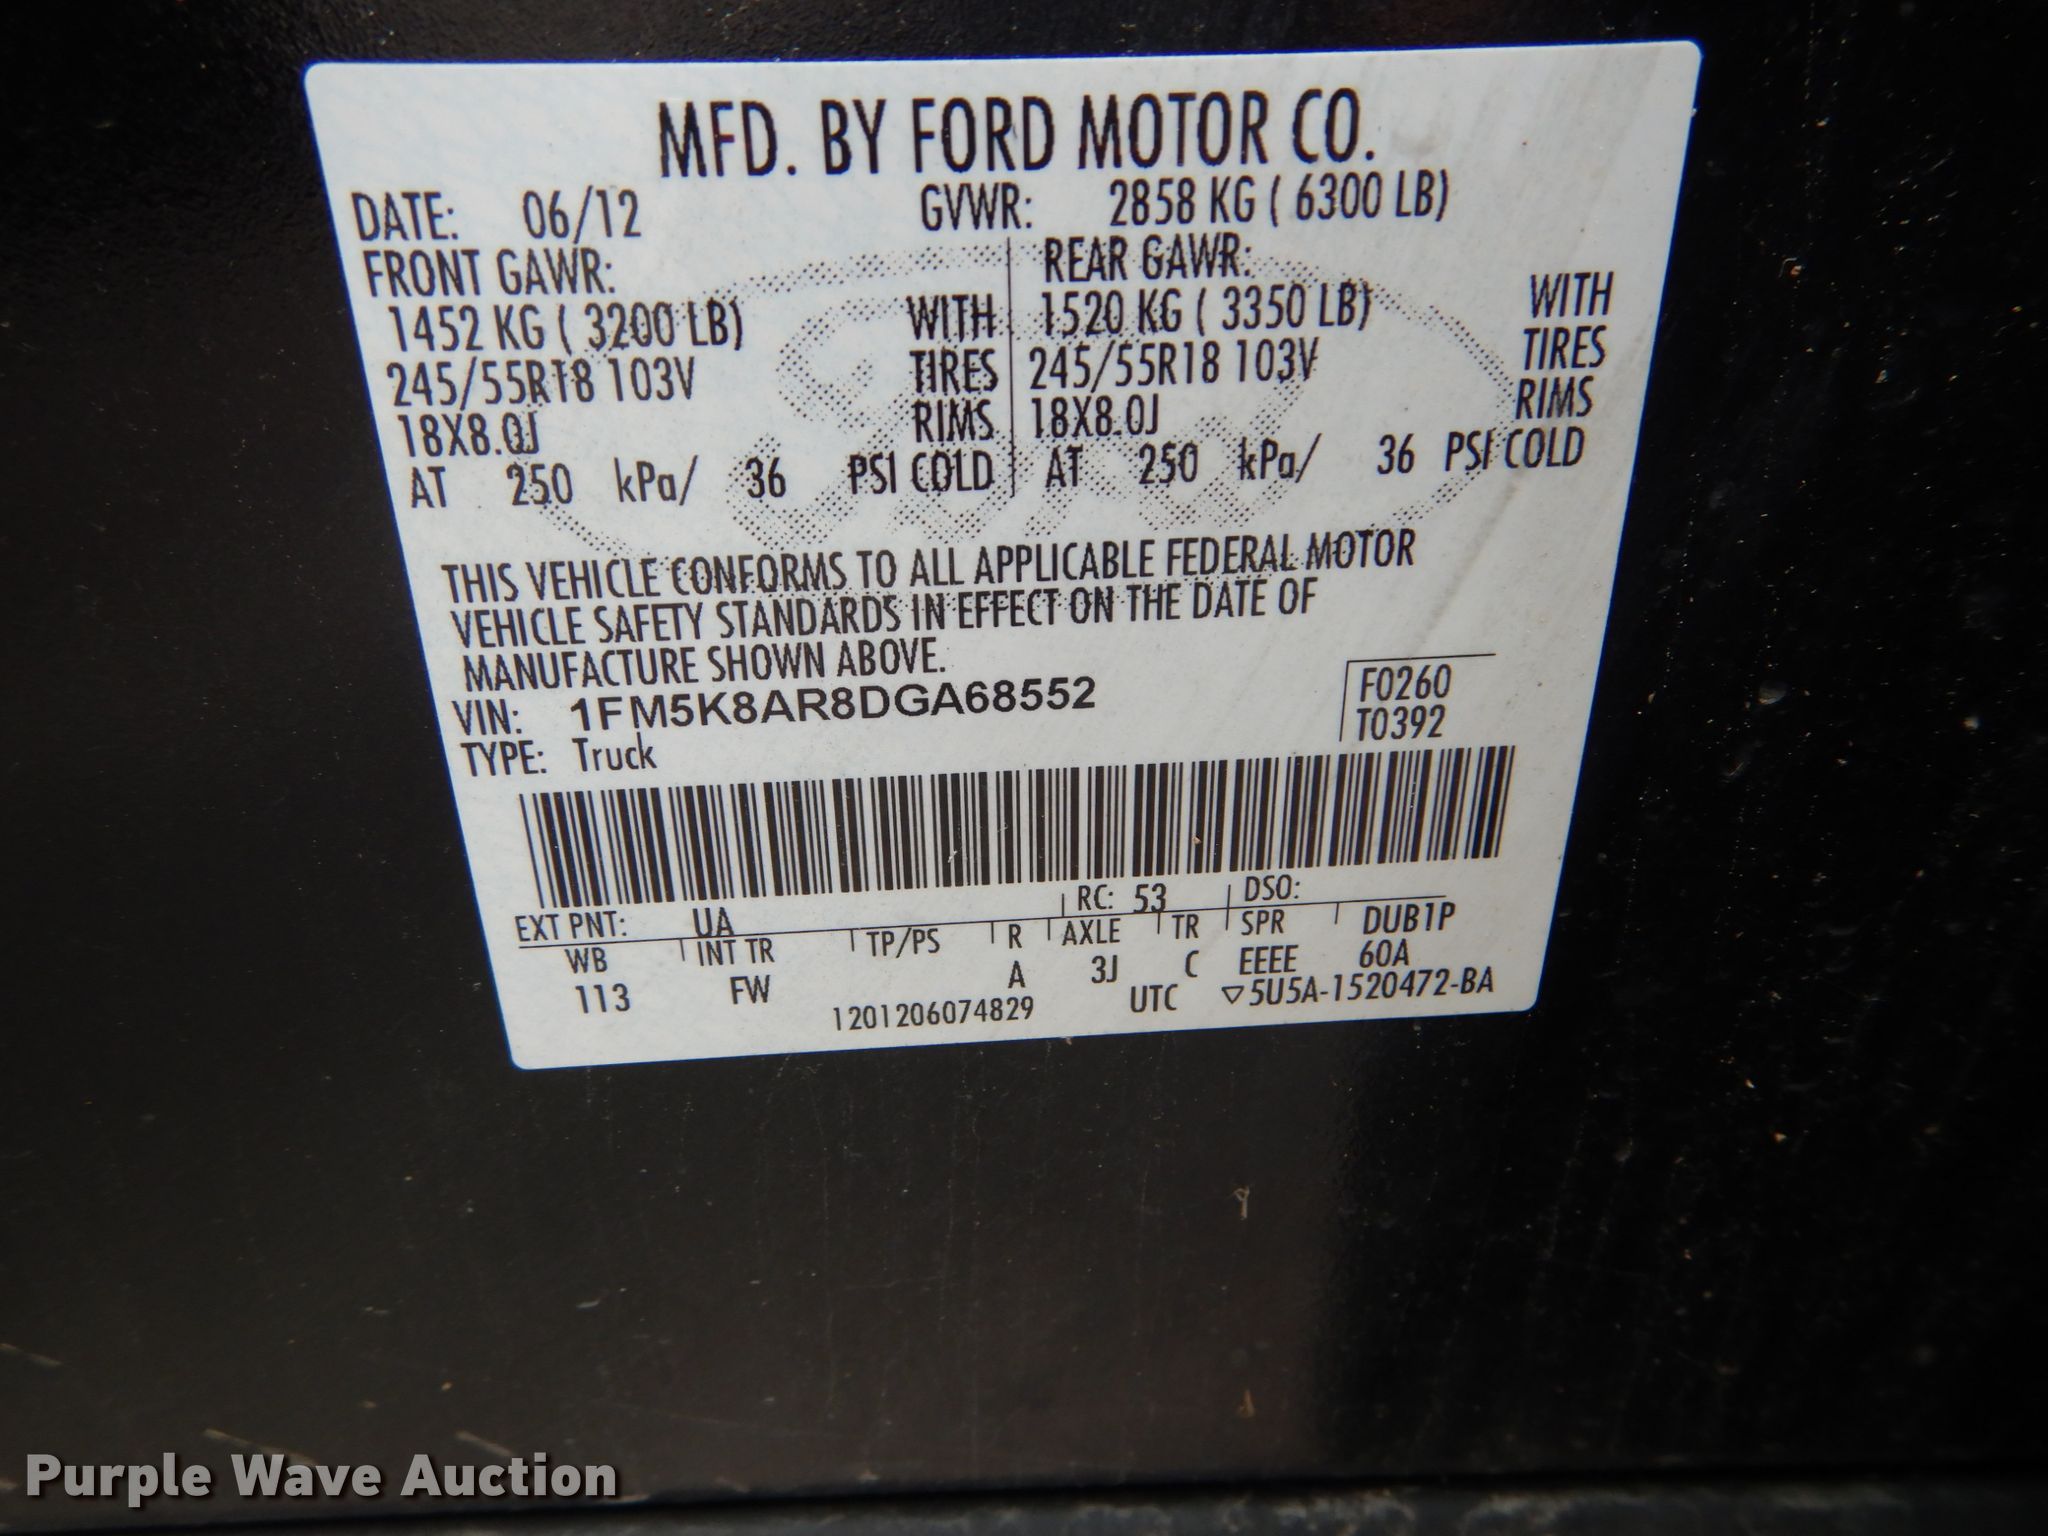 MFD. BY FORD MOTOR CO.
DATE: 06/12 GVWR: 2858 KG ( 6300 LB)
FRONT GAWR: REAR GAWR:
1452 KG ( 3200 LB) WITH 1520 KG ( 3350 LB) WITH
245/55R18 103V TIRES 245/55R18 103V TIRES
18X8.0J RIMS 18X8.0J RIMS
AT 250 kPa/ 36 PSI COLD AT 250 kPa/ 36 PSI COLD
THIS VEHICLE CONFORMS TO ALL APPLICABLE FEDERAL MOTOR
VEHICLE SAFETY STANDARDS IN EFFECT ON THE DATE OF
MANUFACTURE SHOWN ABOVE.
VIN: 1FM5K8AR8DGA68552 F0260
TYPE: Truck T0392
EXT PNT: UA RC: 53 DSO:
WB INT TR TP/PS R AXLE TR SPR DUB1P
113 FW A 3J C EEEE 60A
1201206074829 UTC ▽5U5A-1520472-BA
Purple Wave Auction